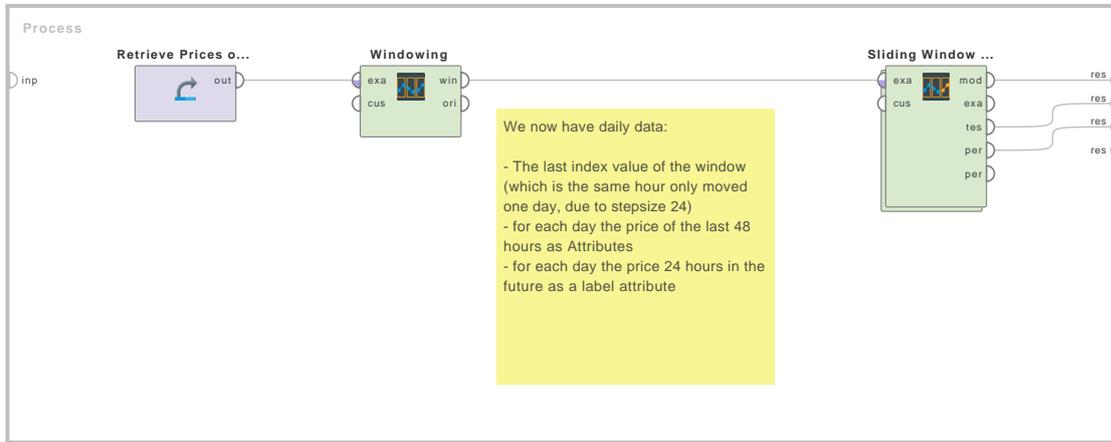 Process
Retrieve Prices o...
Windowing
Sliding Window ...
inp
out
exa
win
cus
ori
exa
mod
cus
exa
tes
per
per
res
res
res
res
We now have daily data:
- The last index value of the window
(which is the same hour only moved
one day, due to stepsize 24)
- for each day the price of the last 48
hours as Attributes
- for each day the price 24 hours in the
future as a label attribute